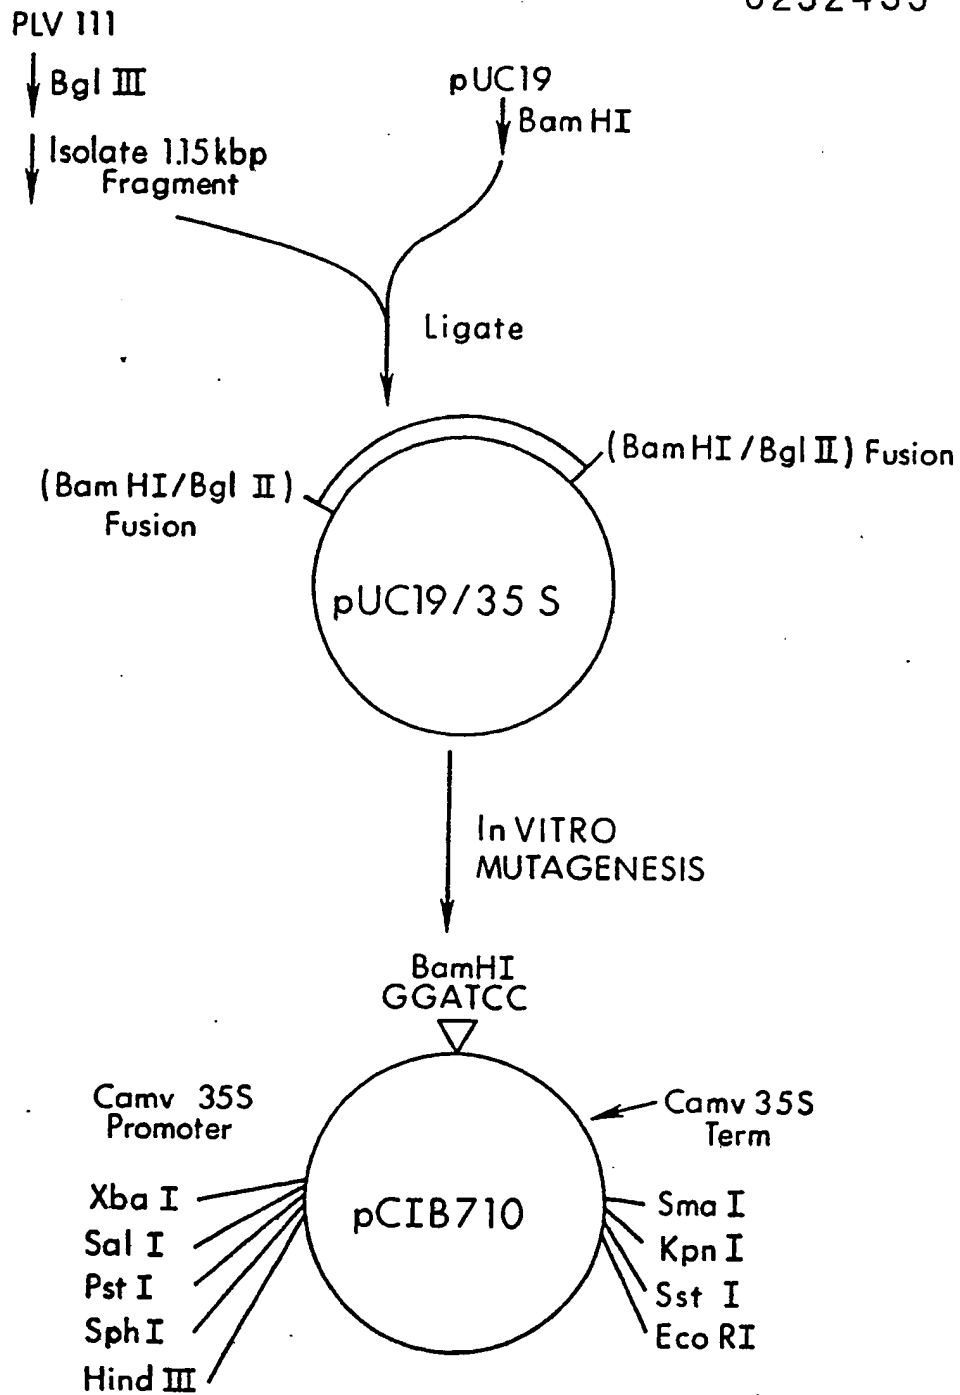 PLV 111
Bgl III
Isolate 1.15kbp
Fragment
pUC19
Bam HI
Ligate
(Bam HI/Bgl II)
Fusion
(Bam HI/Bgl II) Fusion
pUC19/35 S
In VITRO
MUTAGENESIS
BamHI
GGATCC
Camv 35S
Promoter
Camv 35S
Term
pCIB710
Xba I
Sal I
Pst I
Sph I
Hind III
Sma I
Kpn I
Sst I
Eco RI